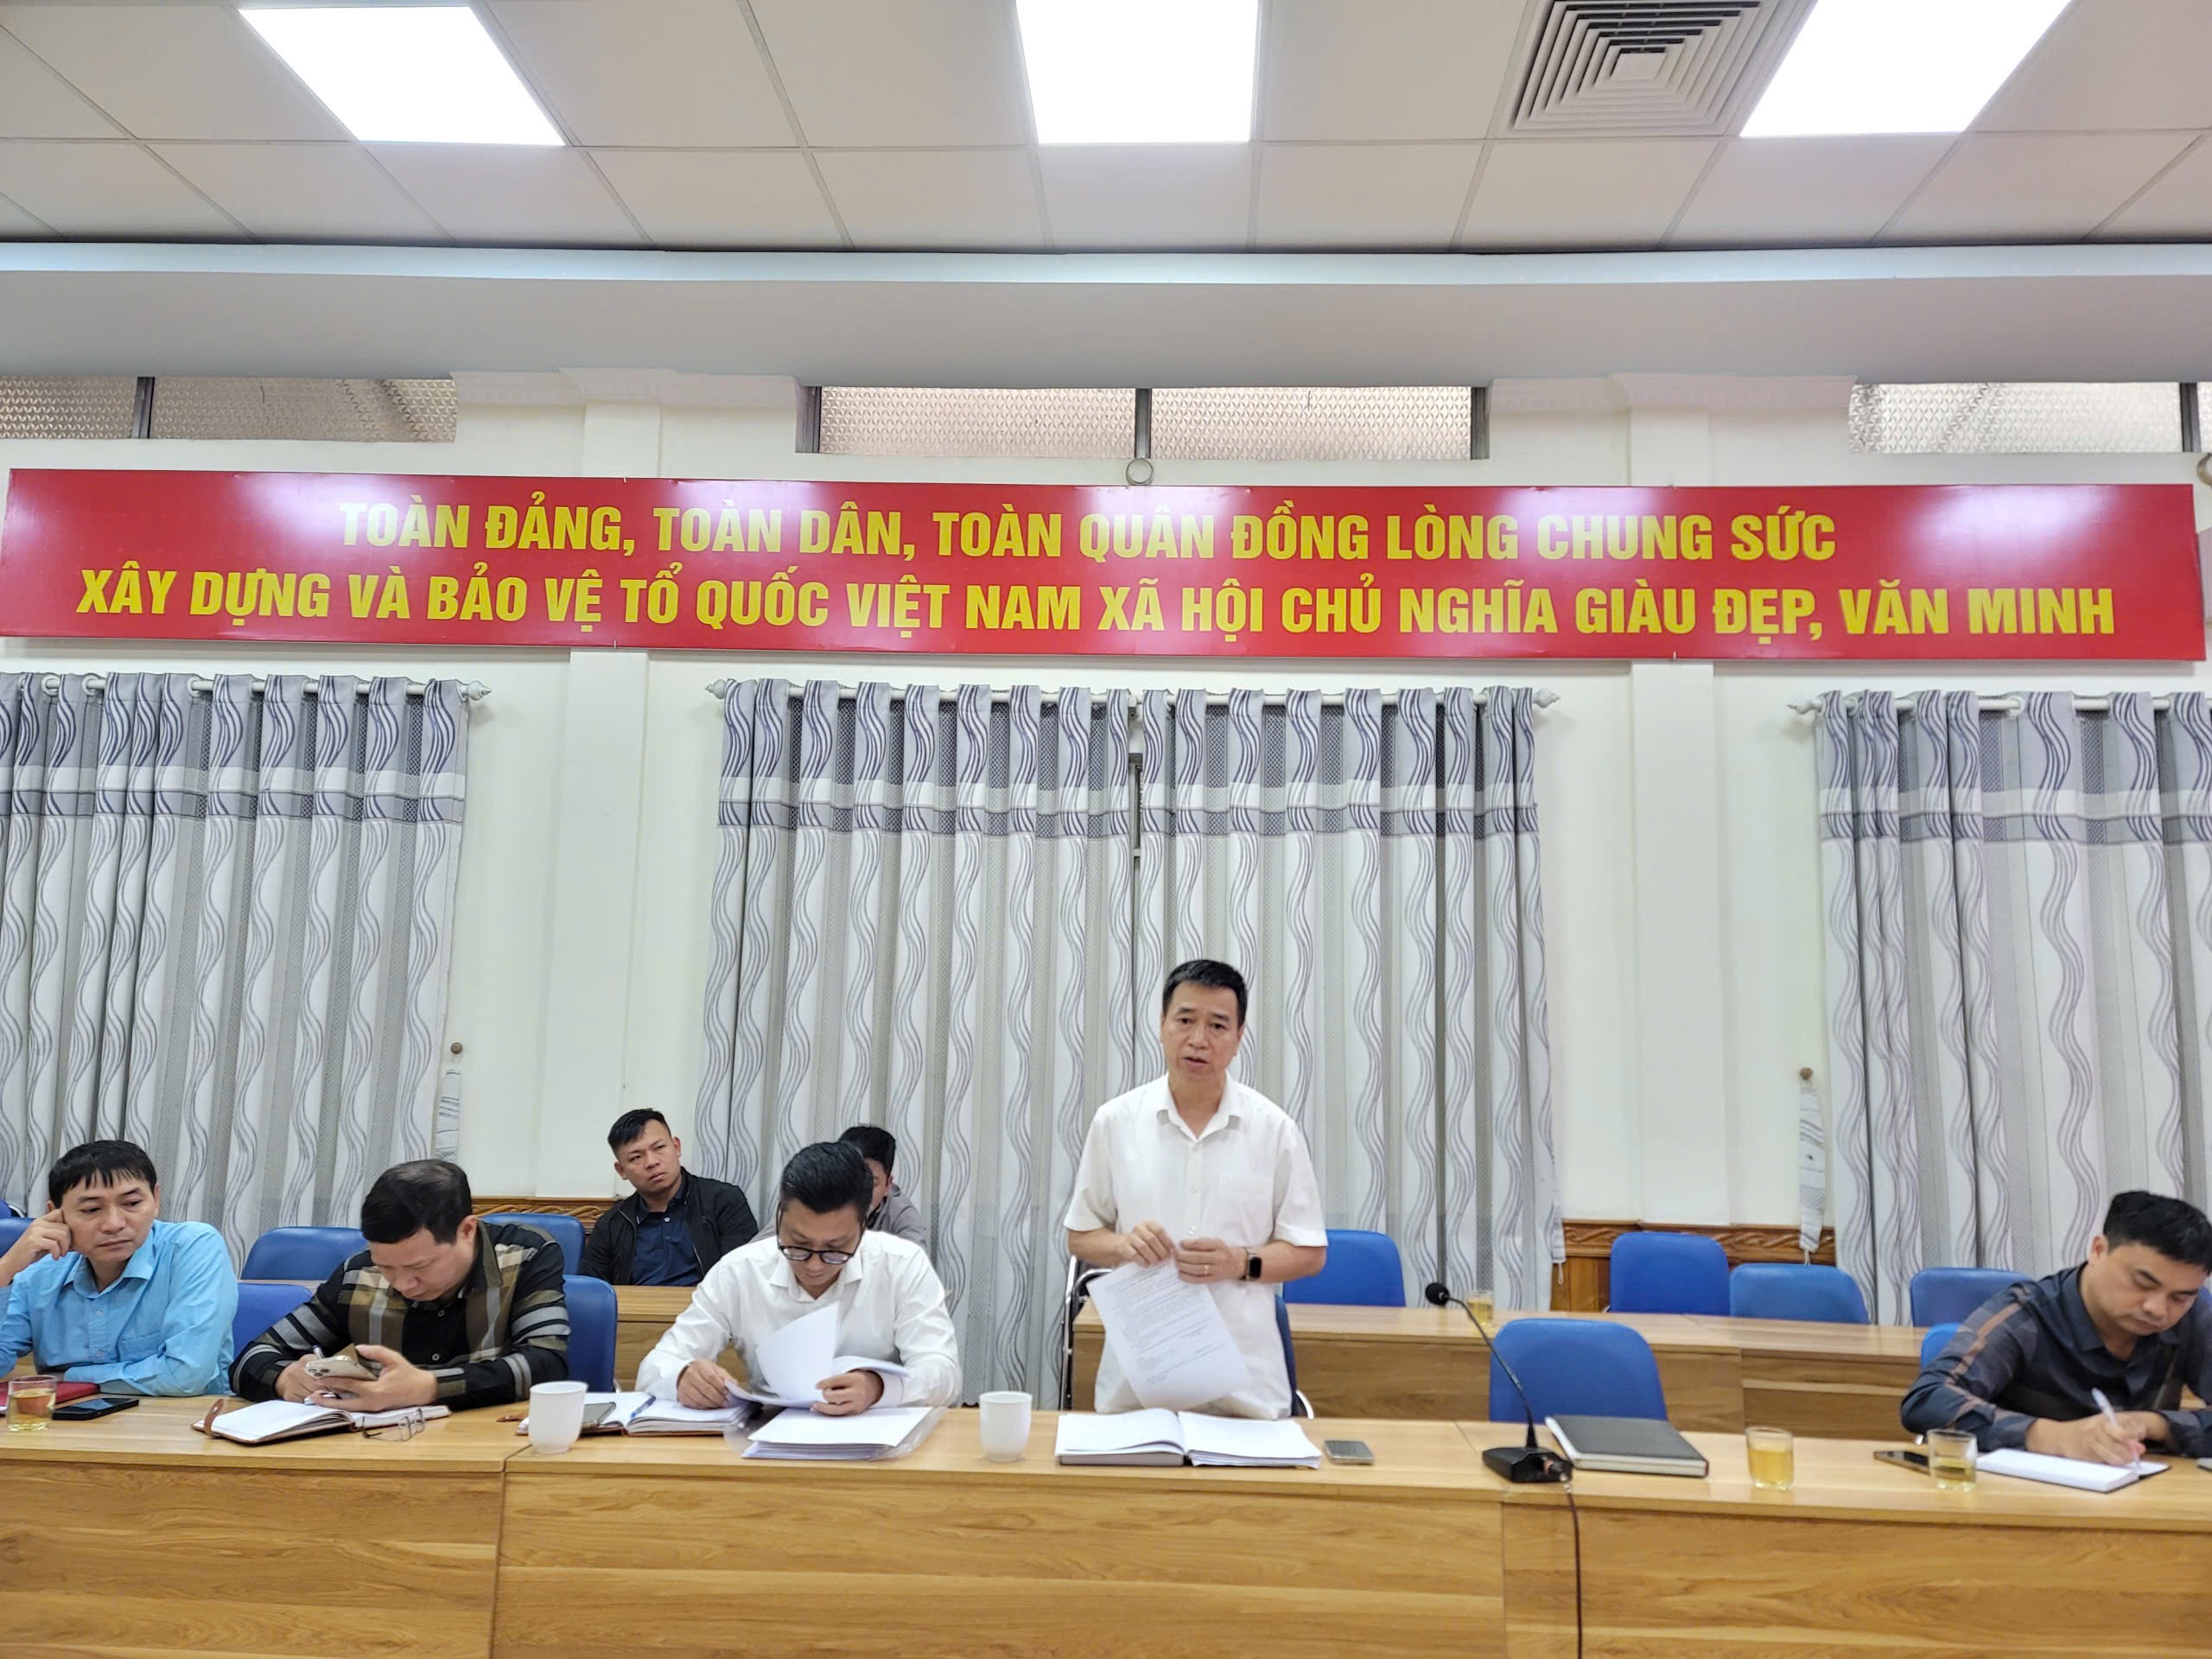 TOÀN ĐẢNG, TOÀN DÂN, TOÀN QUÂN ĐỒNG LÒNG CHUNG SỨC
XÂY DỰNG VÀ BẢO VỆ TỔ QUỐC VIỆT NAM XÃ HỘI CHỦ NGHĨA GIÀU ĐẸP, VĂN MINH